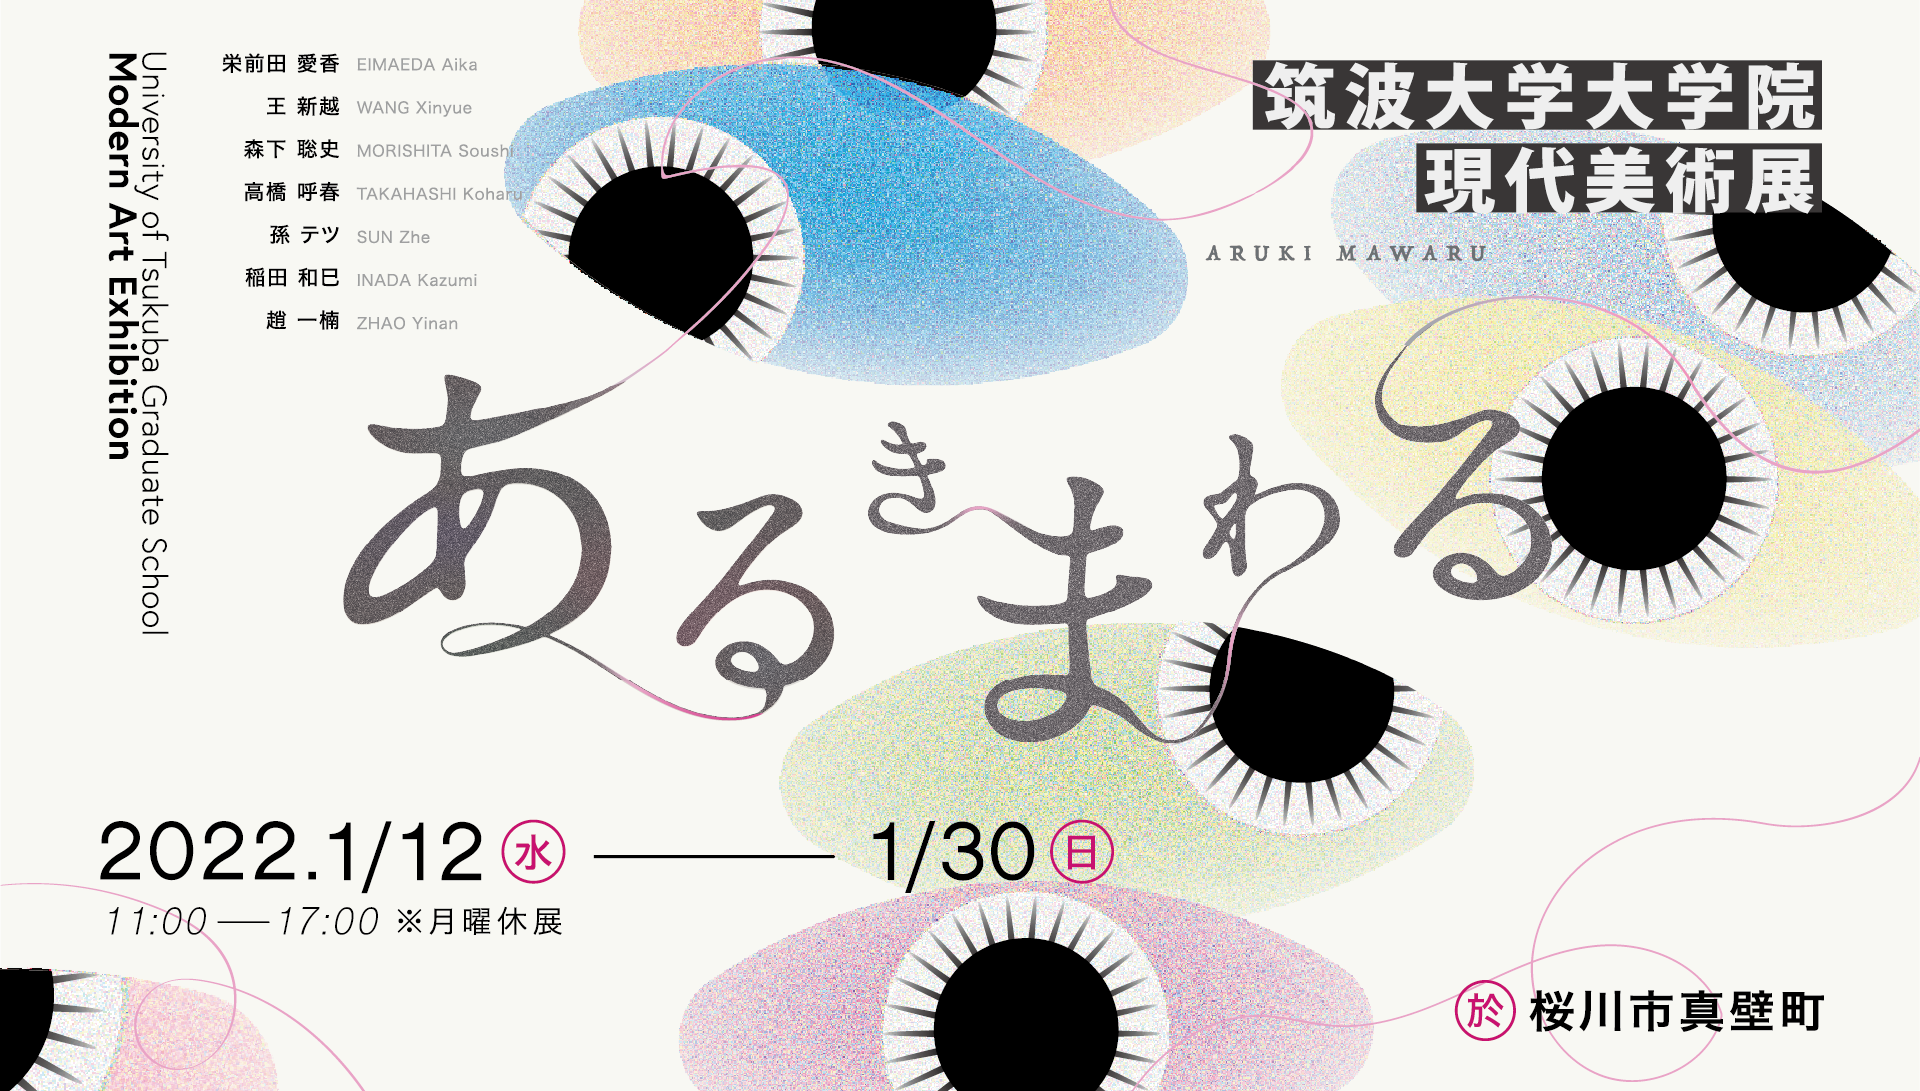 University of Tsukuba Graduate School
Modern Art Exhibition
栄前田 愛香 EIMAEDA Aika
王 新越 WANG Xinyue
森下 聡史 MORISHITA Soushi
高橋 呼春 TAKAHASHI Koharu
孫 テツ SUN Zhe
稲田 和巳 INADA Kazumi
趙 一楠 ZHAO Yinan
筑波大学大学院
現代美術展
ARUKI MAWARU
あるきまわる
2022.1/12 水 — 1/30 日
11:00 — 17:00 ※月曜休展
於 桜川市真壁町